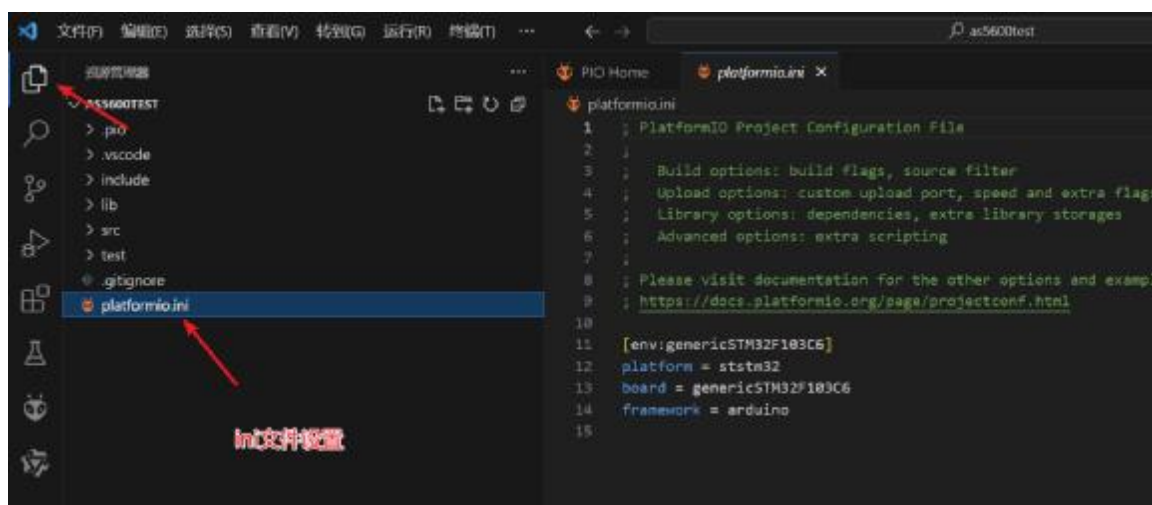 文件(F) 编辑(E) 选择(S) 查看(V) 转到(G) 运行(R) 终端(T) ··· as5600test
资源管理器 ···
AS5600TEST
.pio
.vscode
include
lib
src
test
.gitignore
platformio.ini
ini文件设置
PIO Home platformio.ini
platformio.ini
1 ; PlatformIO Project Configuration File
2 ;
3 ; Build options: build flags, source filter
4 ; Upload options: custom upload port, speed and extra flags
5 ; Library options: dependencies, extra library storages
6 ; Advanced options: extra scripting
7 ;
8 ; Please visit documentation for the other options and exampl
9 ; https://docs.platformio.org/page/projectconf.html
10
11 [env:genericSTM32F103C6]
12 platform = ststm32
13 board = genericSTM32F103C6
14 framework = arduino
15